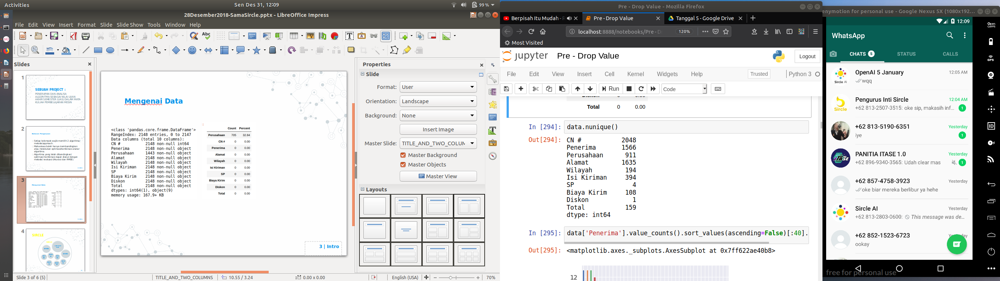 Activities
Sen Des 31, 12:09
99 %
28Desember2018-SamaSircle.pptx - LibreOffice Impress
File Edit View Insert Format Slide Slide Show Tools Window Help
Slides
1
SEBUAH PROJECT :
PENERAPAN DAN ANALISA
ALGORITMA SEBAGAI NILAI UJIAN
AKHIR SEMESTER (UAS) DALAM MATA
KULIAH PEMBELAJARAN MESIN
2
Batasan Pengerjaan
Setiap kelompok wajib memilih 2 algoritma/
metode/approach.
Mahasiswa boleh hanya membandingkan
atau melakukan optimasi/kombinasi anatar
algoritma.
Algortima yang telah dibandingkan/
optimasi/kombinasi dapat diukur dengan
metode/ evaluasi (Akurasi dan RMSE).
3
Mengenai Data
4
SIRCLE
Mengenai Data
<class 'pandas.core.frame.DataFrame'>
RangeIndex: 2148 entries, 0 to 2147
Data columns (total 10 columns):
CN # 2148 non-null int64
Penerima 2148 non-null object
Perusahaan 1443 non-null object
Alamat 2148 non-null object
Wilayah 2148 non-null object
Isi Kiriman 2148 non-null object
SP 2148 non-null object
Biaya Kirim 2148 non-null object
Diskon 2148 non-null object
Total 2148 non-null object
dtypes: int64(1), object(9)
memory usage: 167.9+ KB
:
Count Percent
Perusahaan 705 32.84
CN # 0 0.00
Penerima 0 0.00
Alamat 0 0.00
Wilayah 0 0.00
Isi Kiriman 0 0.00
SP 0 0.00
Biaya Kirim 0 0.00
Diskon 0 0.00
Total 0 0.00
3 | Intro
Properties
Slide
Format: User
Orientation: Landscape
Background: None
Insert Image
Master Slide: TITLE_AND_TWO_COLUM
Master Background
Master Objects
Master View
Layouts
Slide 3 of 6 (5)
TITLE_AND_TWO_COLUMNS
10.55 / 3.24
0.00 x 0.00
English (USA)
70%
Pre - Drop Value - Mozilla Firefox
Berpisah Itu Mudah - R
Pre - Drop Value
Tanggal 5 - Google Drive
localhost:8888/notebooks/Pre - D
120%
Most Visited
jupyter Pre - Drop Value
Logout
File Edit View Insert Cell Kernel Widgets Help
Trusted
Python 3
Run
Code
Total 0 0.00
In [294]: data.nunique()
Out[294]: CN # 2048
Penerima 1566
Perusahaan 911
Alamat 1635
Wilayah 194
Isi Kiriman 394
SP 4
Biaya Kirim 108
Diskon 1
Total 159
dtype: int64
In [295]: data['Penerima'].value_counts().sort_values(ascending=False)[:40].
Out[295]: <matplotlib.axes._subplots.AxesSubplot at 0x7ff622ae40b8>
12
enymotion for personal use - Google Nexus 5X (1080x192...
12:09
WhatsApp
CHATS 5
STATUS
CALLS
OpenAI 5 January
12:05 AM
wqq
Sircle AI
Pengurus Inti Sircle
12:04 AM
+62 813-2507-3515: oke sip, makasih inf...
1
Sircle
+62 813-5190-6351
Yesterday
iye
1
PANITIA ITASE 1.0
Yesterday
+62 896-9340-3565: Udah clear mas
1
ITASE
+62 857-4758-3923
Yesterday
oke biar mereka berlibur ya hehe
Sircle AI
Yesterday
+62 813-2803-0600: This message was de...
+62 852-1523-6723
ookay
free for personal use
Open
GAPPS
GPS
ID